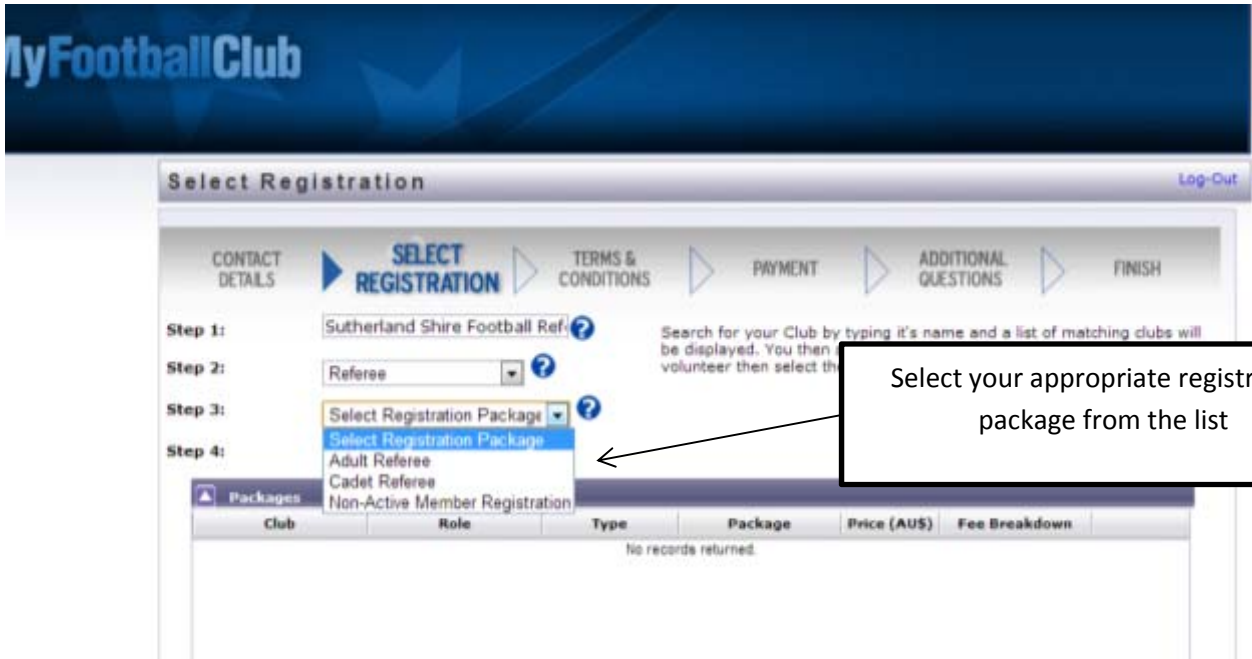 MyFootballClub
Select Registration
Log-Out
CONTACT DETAILS
SELECT REGISTRATION
TERMS & CONDITIONS
PAYMENT
ADDITIONAL QUESTIONS
FINISH
Step 1:
Sutherland Shire Football Ref
Search for your Club by typing it's name and a list of matching clubs will
be displayed. You then
Step 2:
Referee
volunteer then select the
Select your appropriate registr
package from the list
Step 3:
Select Registration Package
Select Registration Package
Adult Referee
Cadet Referee
Non-Active Member Registration
Step 4:
Packages
Club Role Type Package Price (AU$) Fee Breakdown
No records returned.